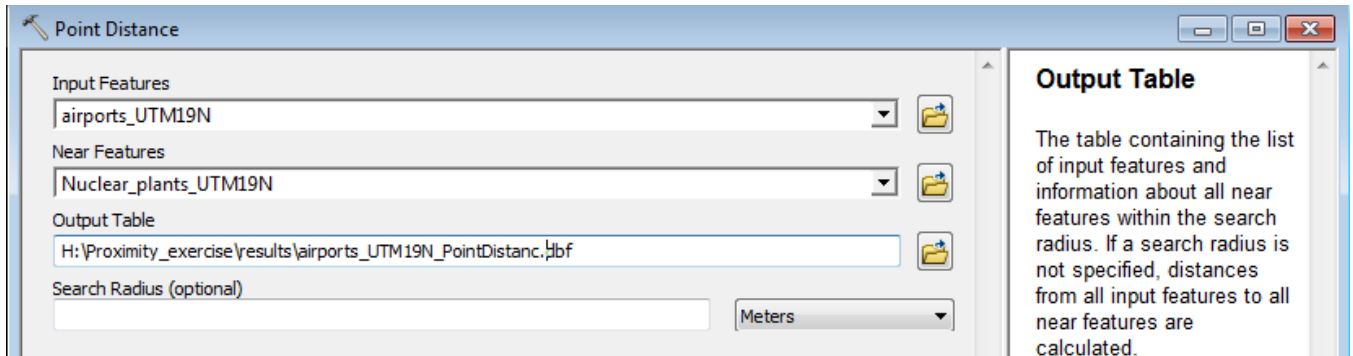 Point Distance
Input Features
airports_UTM19N
Near Features
Nuclear_plants_UTM19N
Output Table
H:\Proximity_exercise\results\airports_UTM19N_PointDistanc.dbf
Search Radius (optional)
Meters
Output Table
The table containing the list
of input features and
information about all near
features within the search
radius. If a search radius is
not specified, distances
from all input features to all
near features are
calculated.